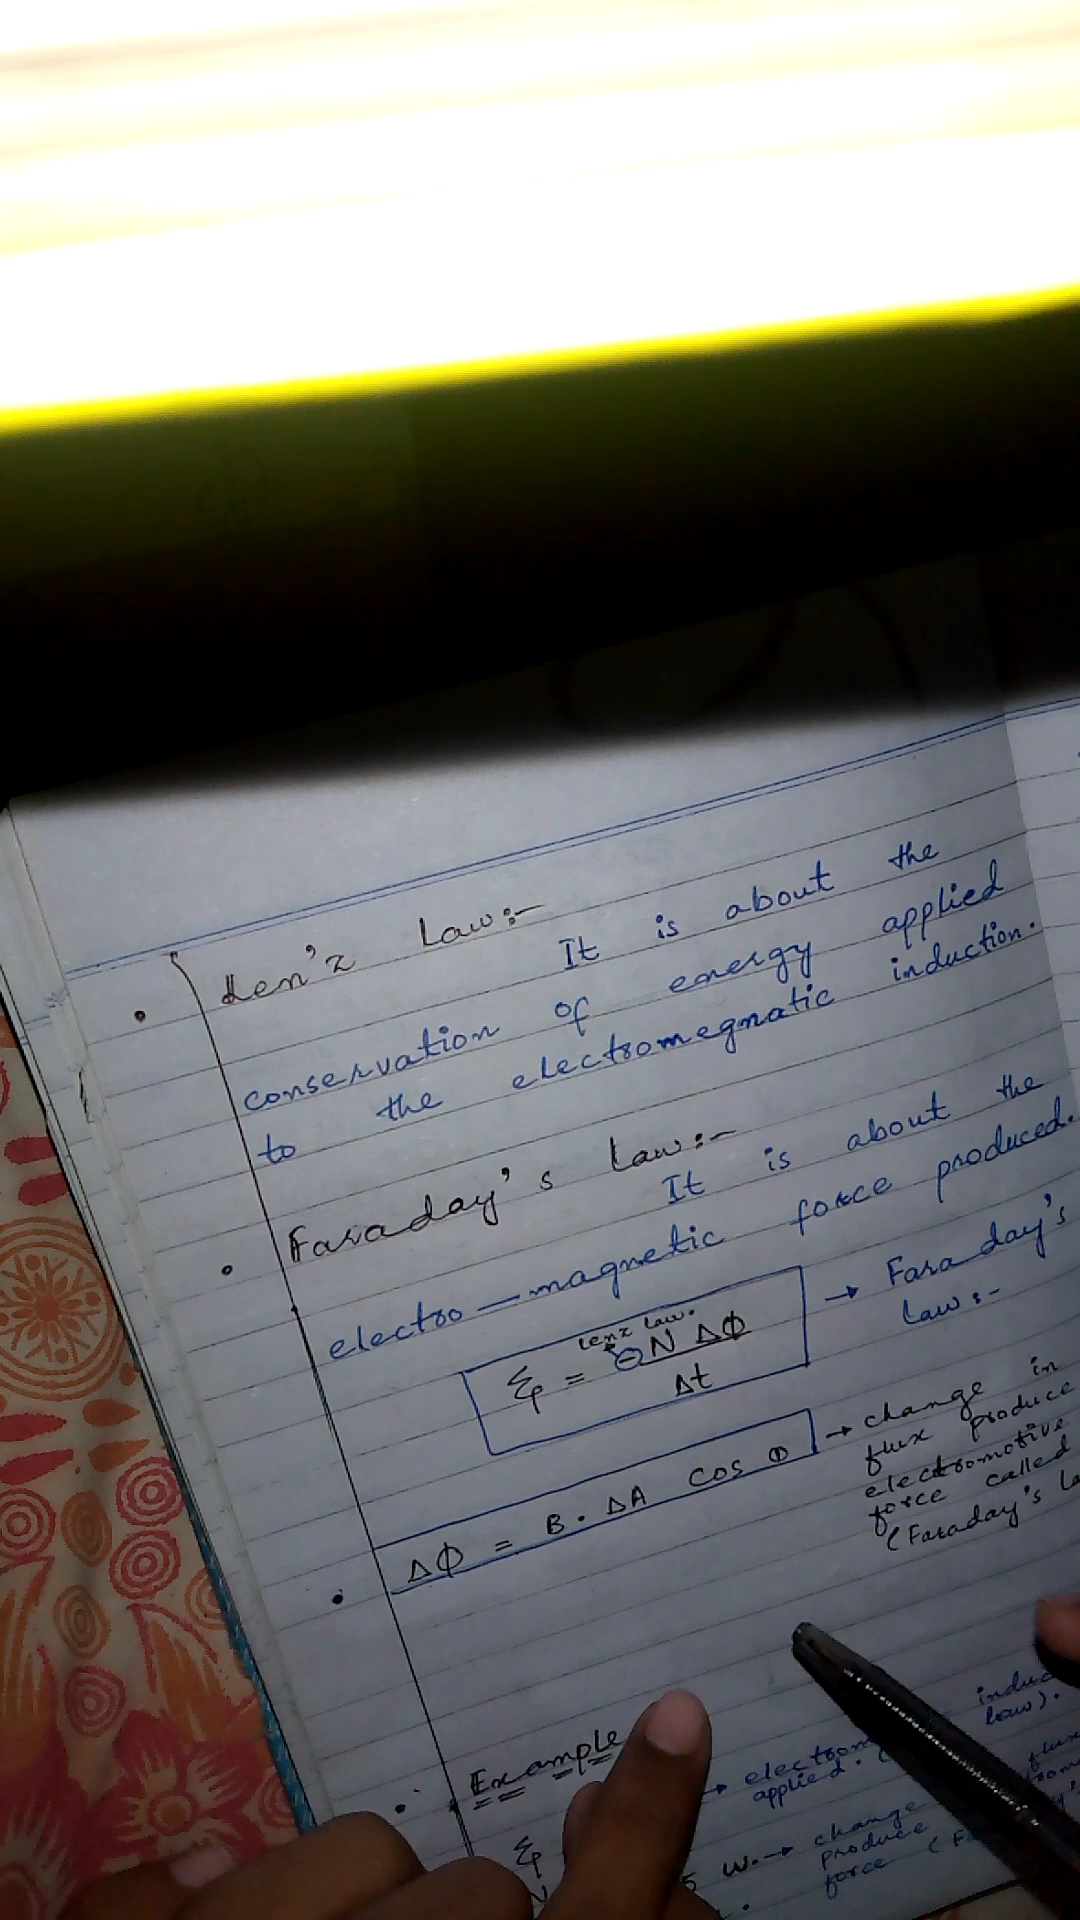 Len'z Law:-
It is about the
conservation of energy applied
to the electromegnatic induction.
Faraday's Law:-
It is about the
electro-magnetic force produced.
lenz law.
ξ = ⊖ N ΔΦ → Faraday's
Δt Law:-
ΔΦ = B. ΔA cos Φ → change in
flux produce
electromotive
force called
(Faraday's
Example
→
applied.
law).
ξ
N
5 w. → change
produce
force